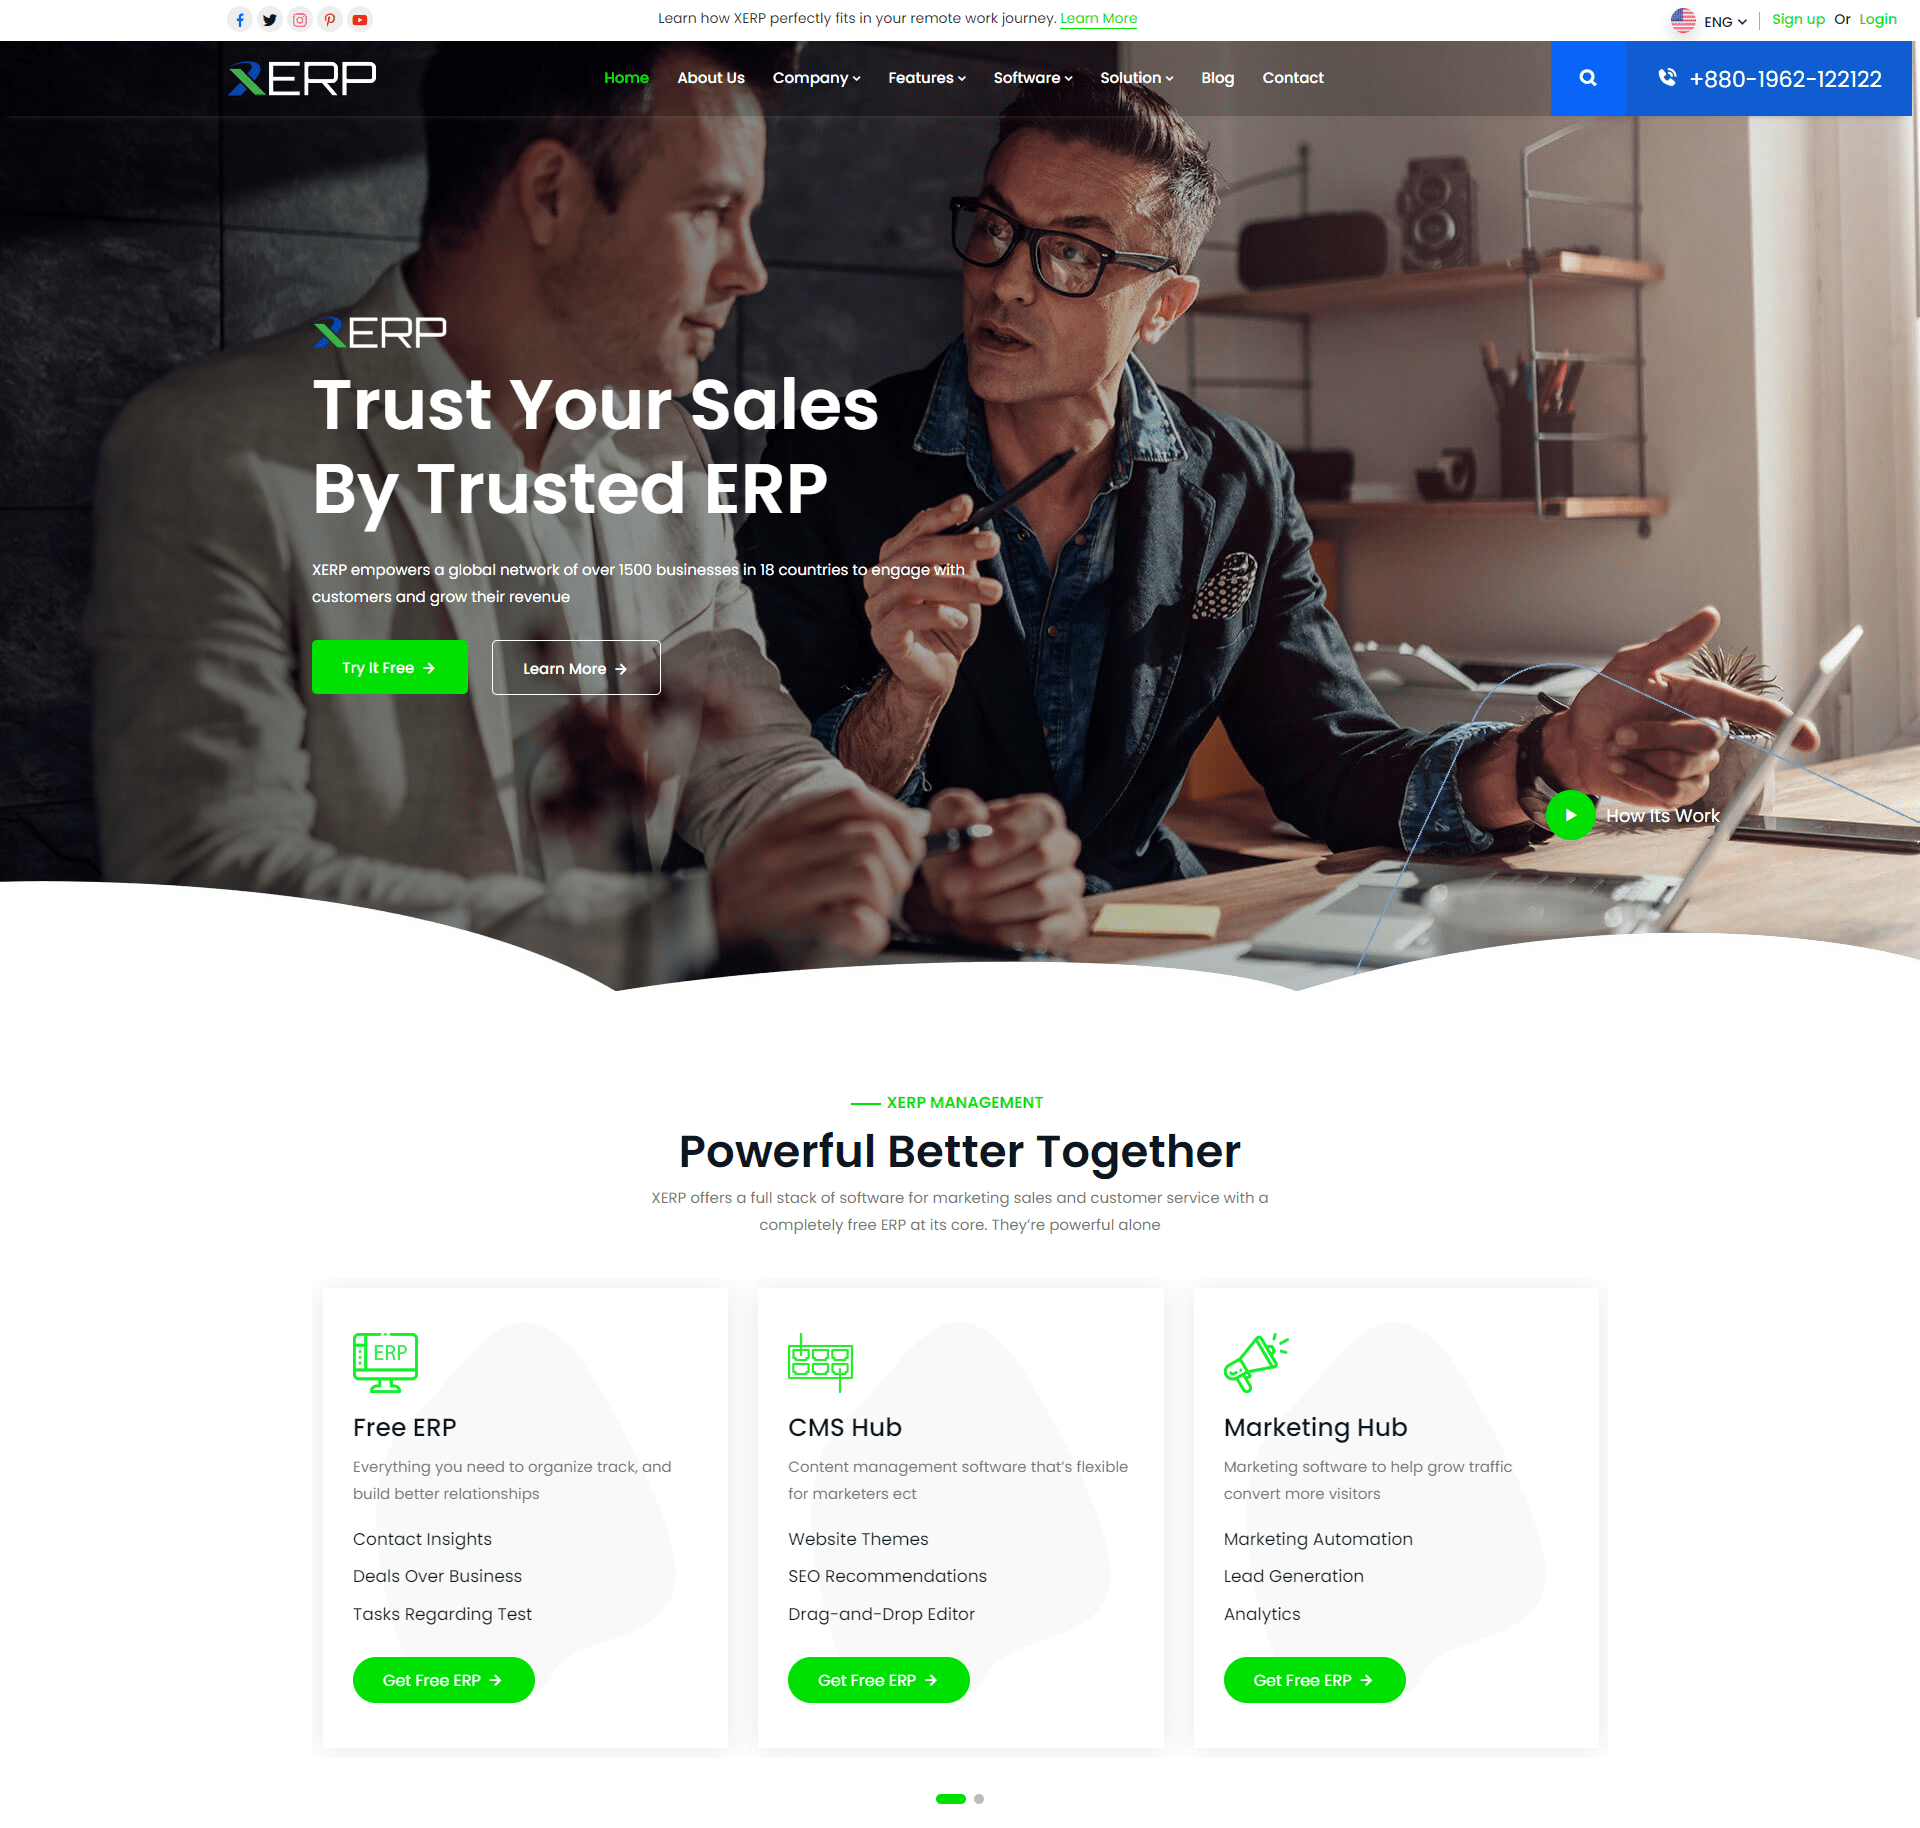 Learn how XERP perfectly fits in your remote work journey. Learn More
ENG
Sign up Or Login
XERP
Home About Us Company Features Software Solution Blog Contact
+880-1962-122122
XERP
Trust Your Sales
By Trusted ERP
XERP empowers a global network of over 1500 businesses in 18 countries to engage with
customers and grow their revenue
Try It Free
Learn More
How Its Work
XERP MANAGEMENT
Powerful Better Together
XERP offers a full stack of software for marketing sales and customer service with a
completely free ERP at its core. They’re powerful alone
ERP
Free ERP
Everything you need to organize track, and
build better relationships
Contact Insights
Deals Over Business
Tasks Regarding Test
Get Free ERP
CMS Hub
Content management software that’s flexible
for marketers ect
Website Themes
SEO Recommendations
Drag-and-Drop Editor
Get Free ERP
Marketing Hub
Marketing software to help grow traffic
convert more visitors
Marketing Automation
Lead Generation
Analytics
Get Free ERP